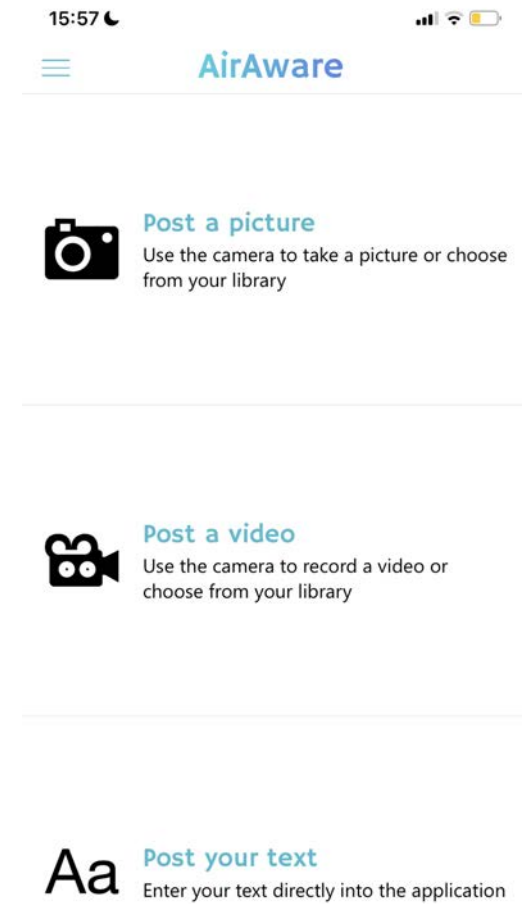 15:57
AirAware
Post a picture
Use the camera to take a picture or choose
from your library
Post a video
Use the camera to record a video or
choose from your library
Aa
Post your text
Enter your text directly into the application